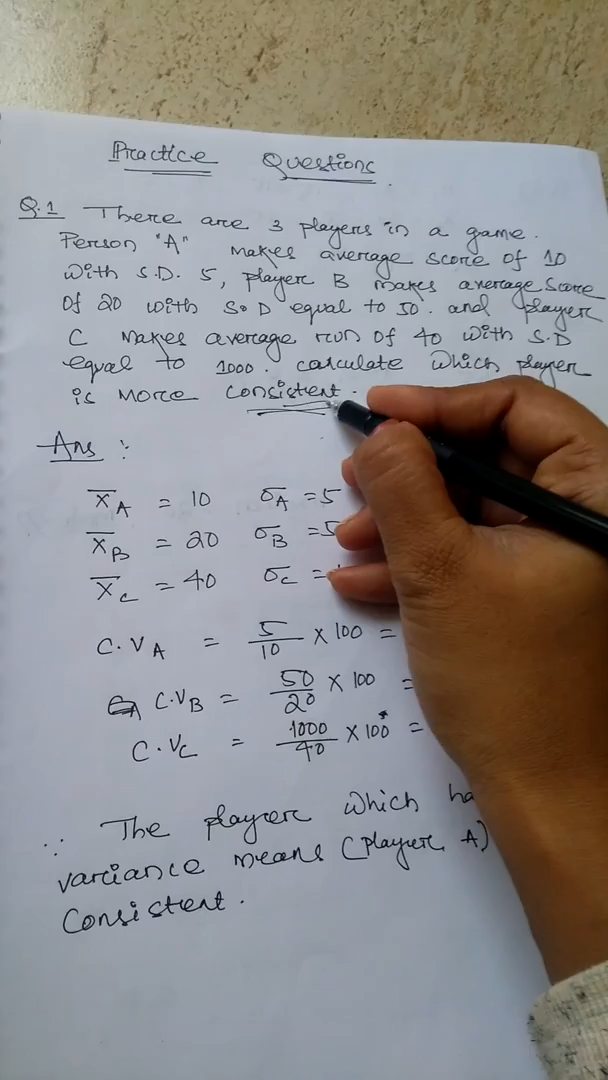 Practice Questions
Q.1 There are 3 players in a game.
Person "A" makes average score of 10
with S.D. 5, player B makes average score
of 20 with S.D equal to 50. and player
C makes average run of 40 with S.D
equal to 1000. calculate which player
is more consistent.
Ans :
x̄A = 10 σA = 5
x̄B = 20 σB = 5
x̄C = 40 σC =
C.VA = 5/10 × 100 =
C.VB = 50/20 × 100 =
C.VC = 1000/40 × 100 =
∴ The player which
variance means (player A)
consistent.